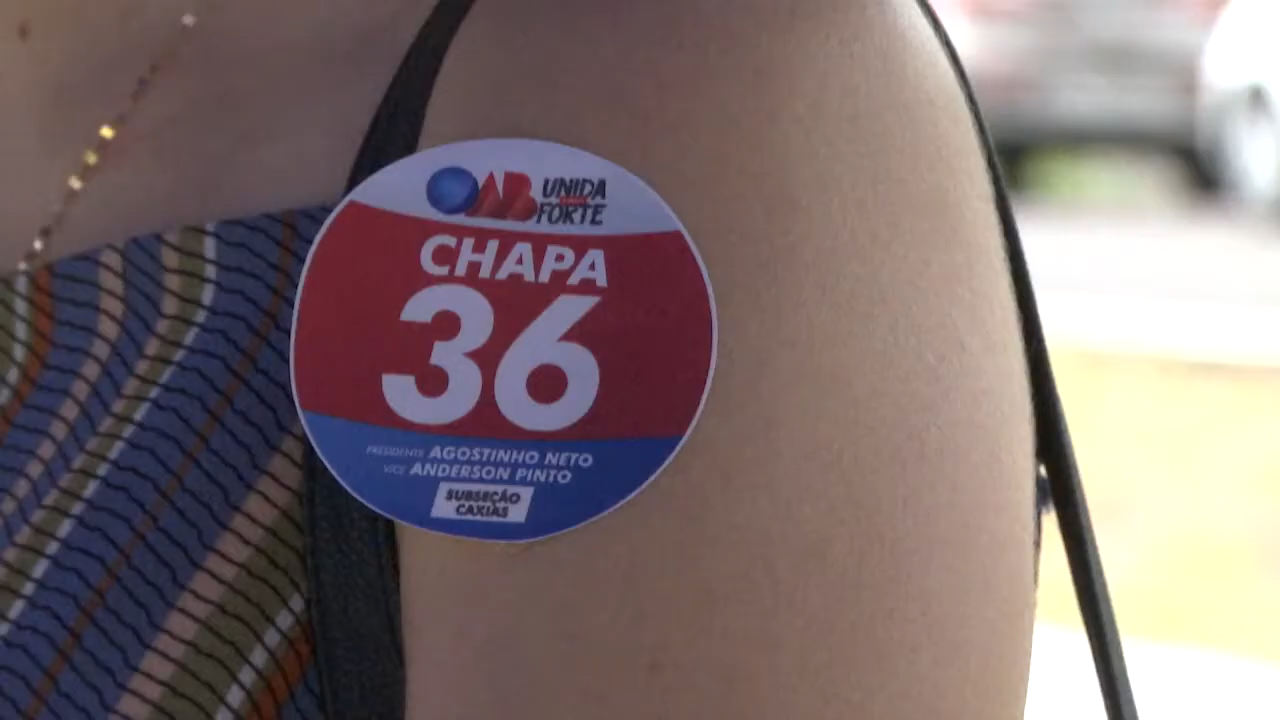 OAB UNIDA
FORTE
CHAPA
36
PRESIDENTE AGOSTINHO NETO
VICE ANDERSON PINTO
SUBSEÇÃO
CAXIAS